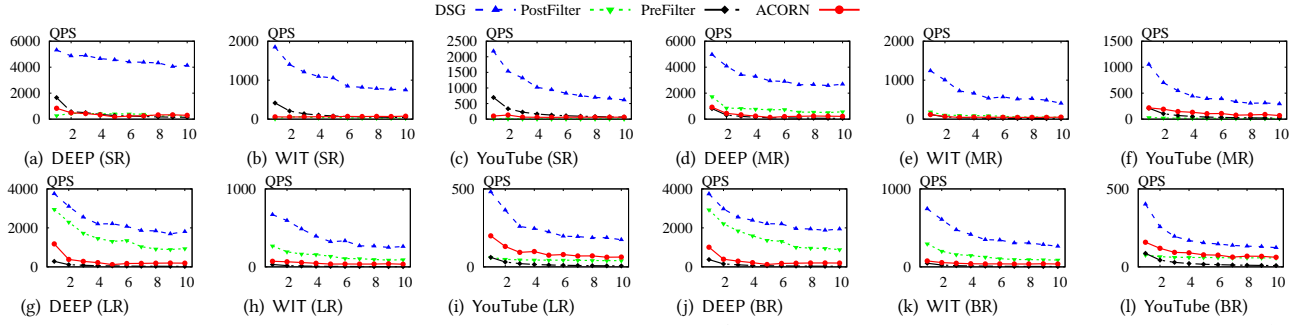 DSG PostFilter PreFilter ACORN
QPS QPS QPS QPS QPS QPS
6000 2000 2500 6000 2000 1500
2000
4000 4000 1000
1000 1500 1000
1000
2000 2000 500
500
0 0 0 0 0 0
2 4 6 8 10 2 4 6 8 10 2 4 6 8 10 2 4 6 8 10 2 4 6 8 10 2 4 6 8 10
(a) DEEP (SR) (b) WIT (SR) (c) YouTube (SR) (d) DEEP (MR) (e) WIT (MR) (f) YouTube (MR)
QPS QPS QPS QPS QPS QPS
4000 1000 500 4000 1000 500
2000 2000
0 0 0 0 0 0
2 4 6 8 10 2 4 6 8 10 2 4 6 8 10 2 4 6 8 10 2 4 6 8 10 2 4 6 8 10
(g) DEEP (LR) (h) WIT (LR) (i) YouTube (LR) (j) DEEP (BR) (k) WIT (BR) (l) YouTube (BR)